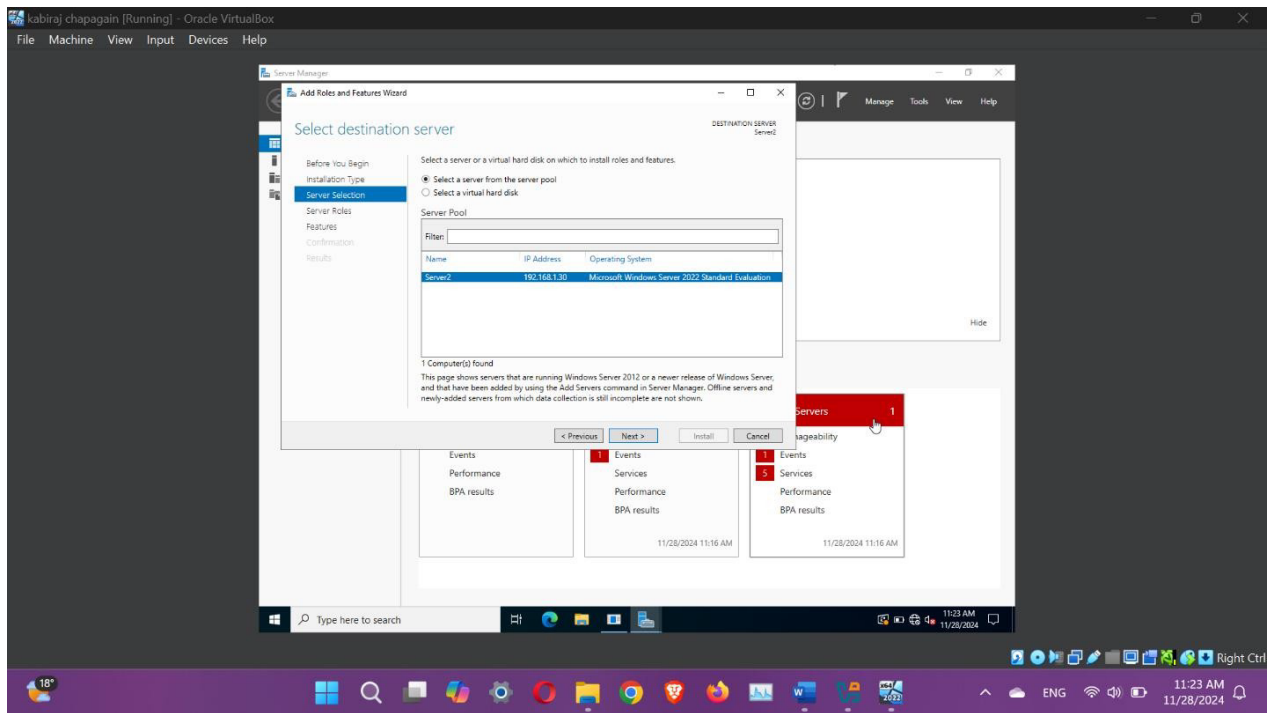 kabiraj chapagain [Running] - Oracle VirtualBox
File Machine View Input Devices Help
Server Manager
Manage Tools View Help
Add Roles and Features Wizard
Select destination server
DESTINATION SERVER
Server2
Before You Begin
Installation Type
Server Selection
Server Roles
Features
Confirmation
Results
Select a server or a virtual hard disk on which to install roles and features.
Select a server from the server pool
Select a virtual hard disk
Server Pool
Filter:
Name IP Address Operating System
Server2 192.168.1.30 Microsoft Windows Server 2022 Standard Evaluation
1 Computer(s) found
This page shows servers that are running Windows Server 2012 or a newer release of Windows Server,
and that have been added by using the Add Servers command in Server Manager. Offline servers and
newly-added servers from which data collection is still incomplete are not shown.
< Previous Next > Install Cancel
Hide
Events
Performance
BPA results
1 Events
Services
Performance
BPA results
11/28/2024 11:16 AM
Servers 1
nageability
1 Events
5 Services
Performance
BPA results
11/28/2024 11:16 AM
Type here to search
11:23 AM
11/28/2024
Right Ctrl
18°
2022
ENG
11:23 AM
11/28/2024